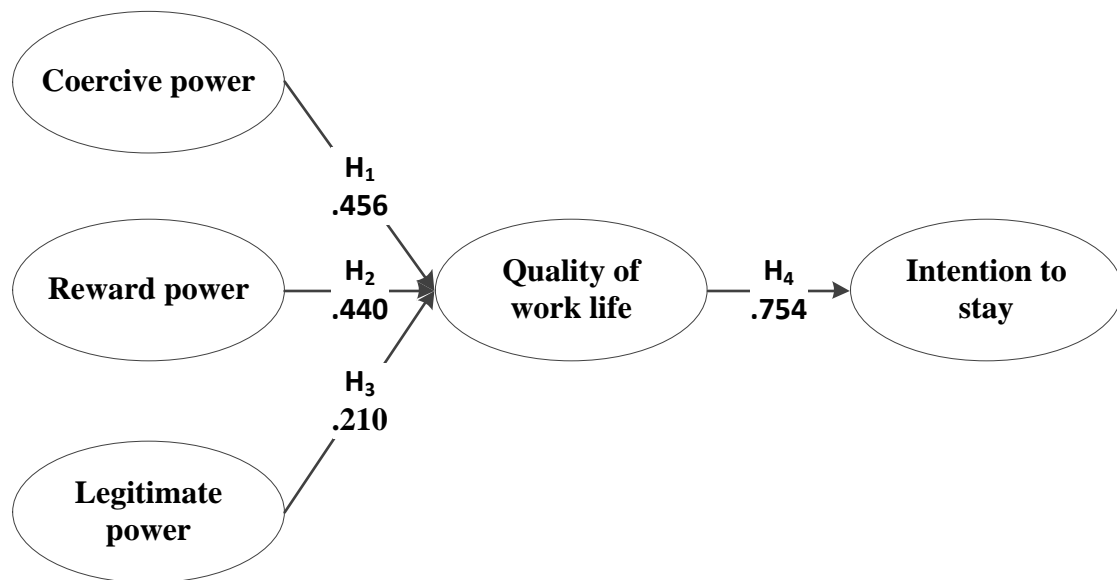 Coercive power
H₁
.456
Reward power
H₂
.440
Quality of
work life
H₄
.754
Intention to
stay
H₃
.210
Legitimate
power